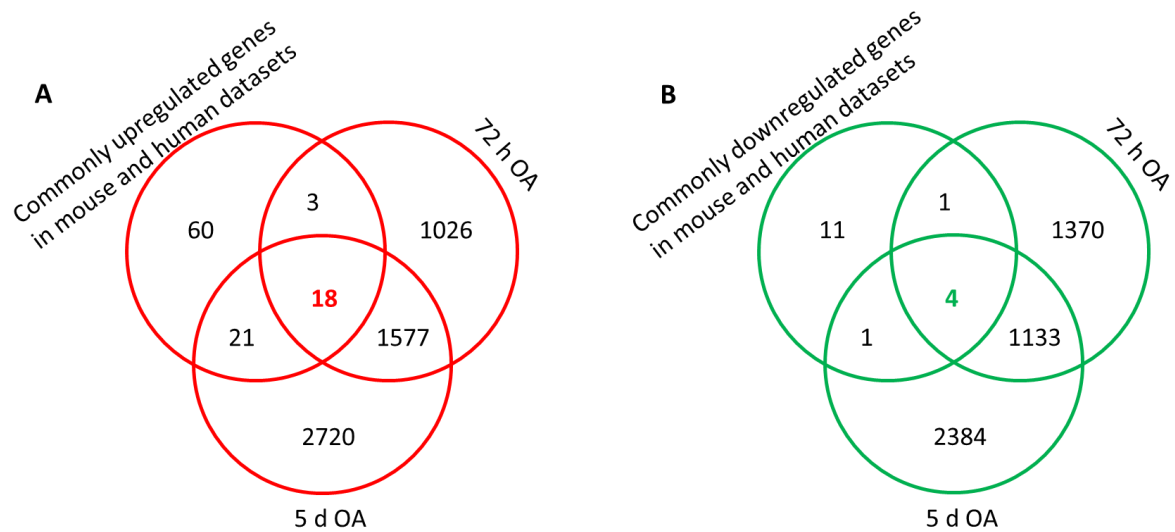 A
Commonly upregulated genes
in mouse and human datasets
72 h OA
3
60
1026
18
21
1577
2720
5 d OA
B
Commonly downregulated genes
in mouse and human datasets
72 h OA
1
11
1370
4
1
1133
2384
5 d OA